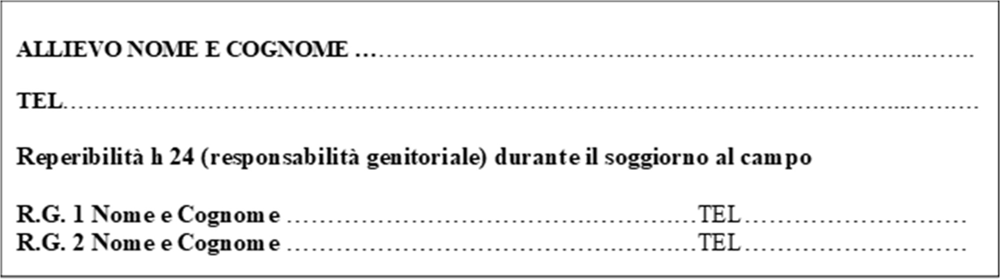 ALLIEVO NOME E COGNOME ………………………………………………………………………………
TEL………………………………………………………………………………………………………
Reperibilità h 24 (responsabilità genitoriale) durante il soggiorno al campo
R.G. 1 Nome e Cognome ……………………………………………TEL………………………
R.G. 2 Nome e Cognome ……………………………………………TEL………………………